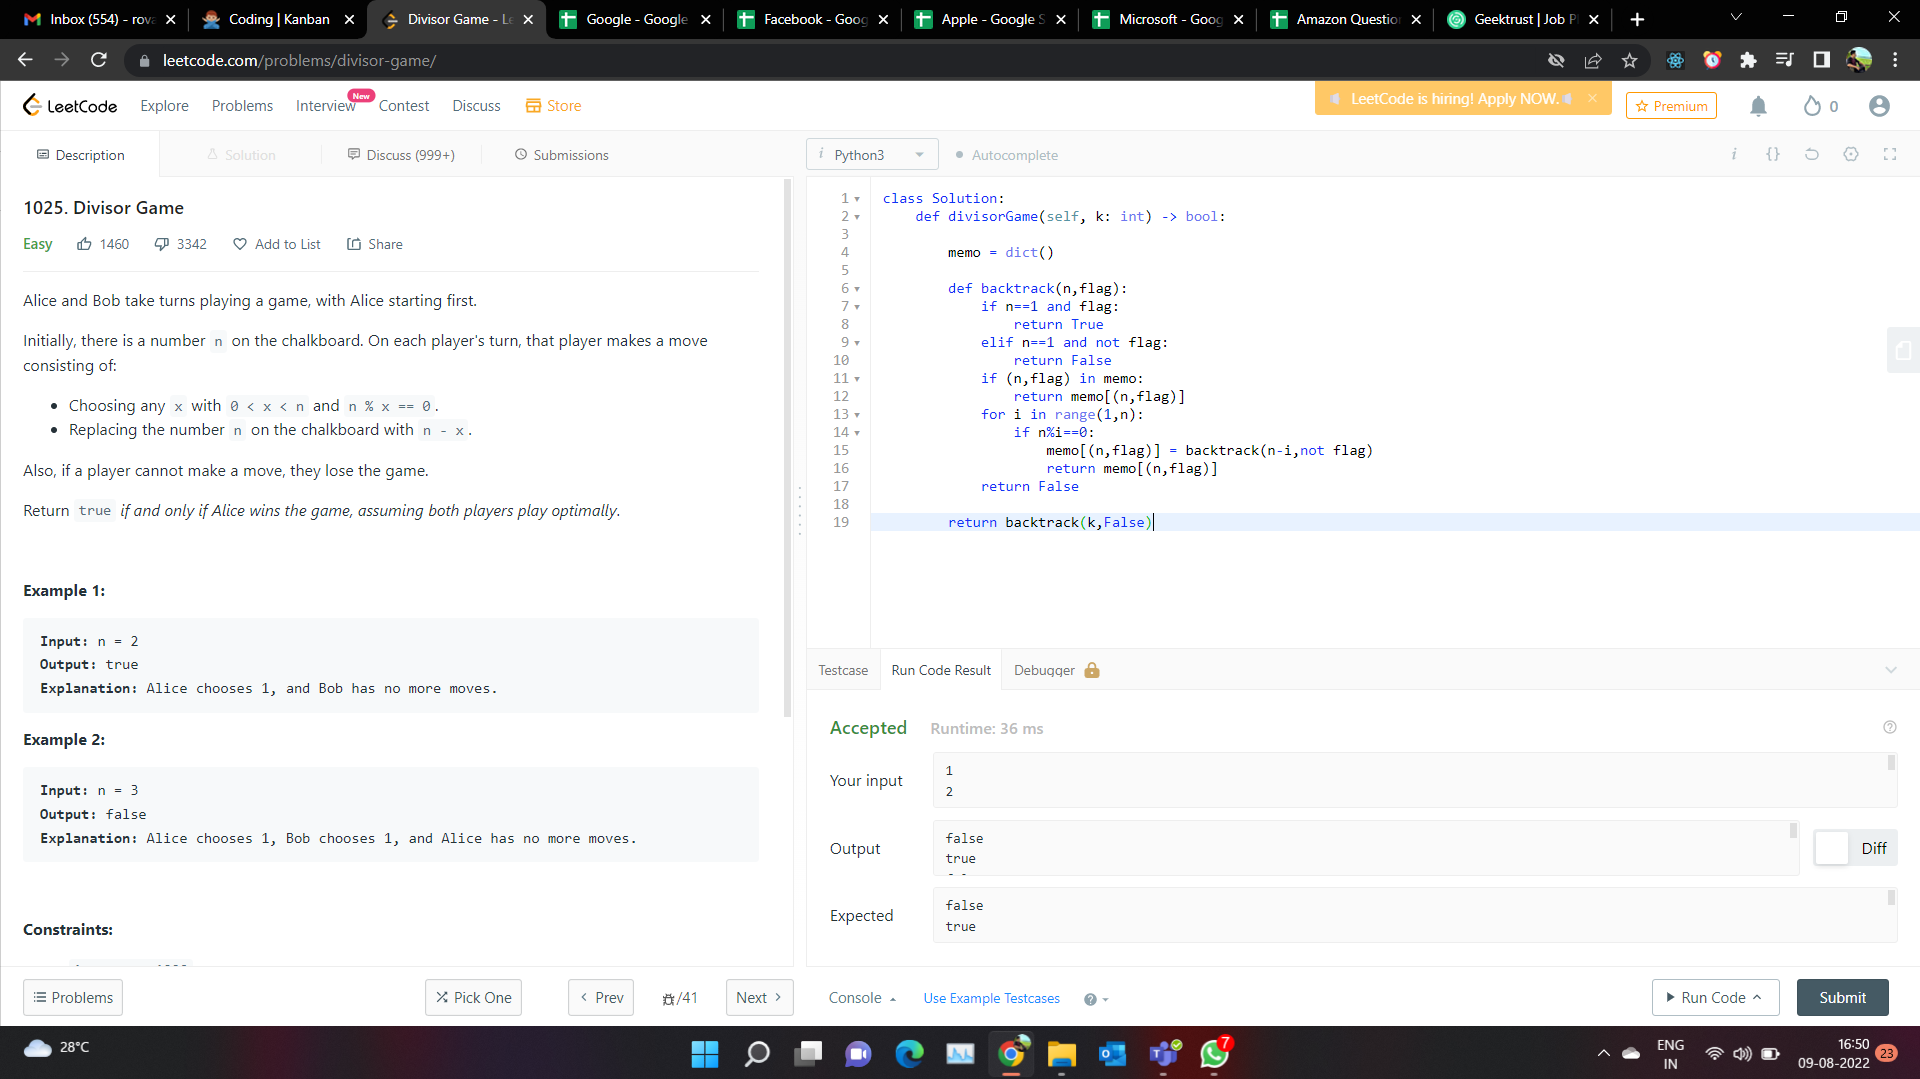 Inbox (554) - rova
Coding | Kanban
Divisor Game - Le
Google - Google
Facebook - Goog
Apple - Google S
Microsoft - Goog
Amazon Question
Geektrust | Job P
leetcode.com/problems/divisor-game/
LeetCode
Explore
Problems
Interview
New
Contest
Discuss
Store
LeetCode is hiring! Apply NOW.
Premium
0
Description
Solution
Discuss (999+)
Submissions
i Python3
Autocomplete
i {}
1025. Divisor Game
Easy
1460
3342
Add to List
Share
Alice and Bob take turns playing a game, with Alice starting first.
Initially, there is a number n on the chalkboard. On each player's turn, that player makes a move
consisting of:
• Choosing any x with 0 < x < n and n % x == 0.
• Replacing the number n on the chalkboard with n - x.
Also, if a player cannot make a move, they lose the game.
Return true if and only if Alice wins the game, assuming both players play optimally.
Example 1:
Input: n = 2
Output: true
Explanation: Alice chooses 1, and Bob has no more moves.
Example 2:
Input: n = 3
Output: false
Explanation: Alice chooses 1, Bob chooses 1, and Alice has no more moves.
Constraints:
Problems
Pick One
Prev
/41
Next
1 class Solution:
2 def divisorGame(self, k: int) -> bool:
3
4 memo = dict()
5
6 def backtrack(n,flag):
7 if n==1 and flag:
8 return True
9 elif n==1 and not flag:
10 return False
11 if (n,flag) in memo:
12 return memo[(n,flag)]
13 for i in range(1,n):
14 if n%i==0:
15 memo[(n,flag)] = backtrack(n-i,not flag)
16 return memo[(n,flag)]
17 return False
18
19 return backtrack(k,False)
Testcase
Run Code Result
Debugger
Accepted
Runtime: 36 ms
Your input
1
2
Output
false
true
Diff
Expected
false
true
Console
Use Example Testcases
Run Code
Submit
28°C
7
ENG
IN
16:50
09-08-2022
23